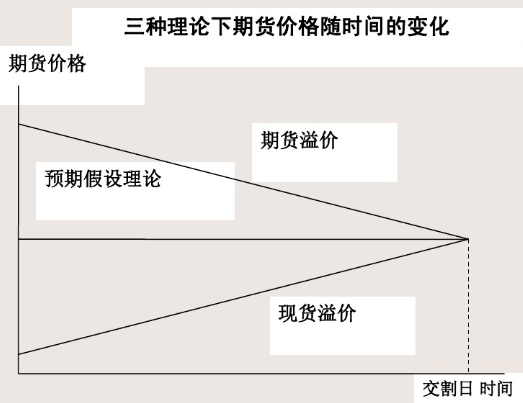 三种理论下期货价格随时间的变化
期货价格
期货溢价
预期假设理论
现货溢价
交割日 时间